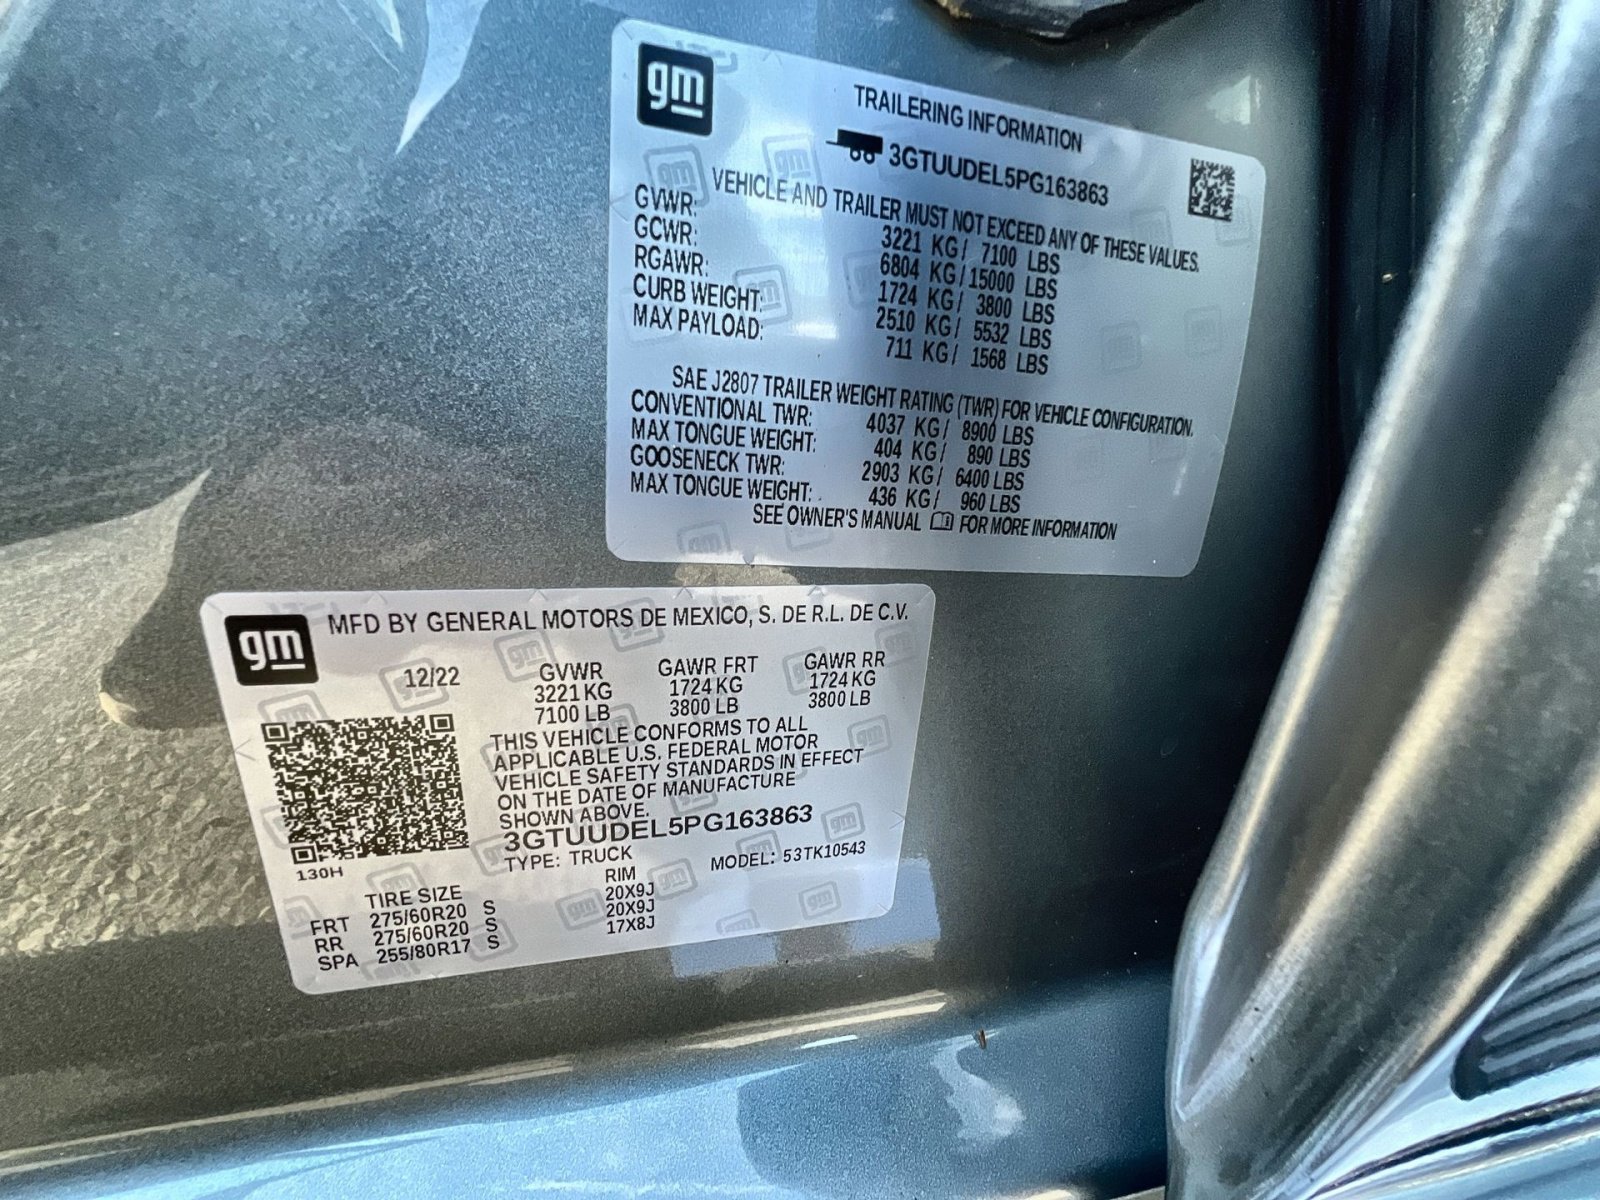 gm
TRAILERING INFORMATION
3GTUUDEL5PG163863
VEHICLE AND TRAILER MUST NOT EXCEED ANY OF THESE VALUES.
GVWR: 3221 KG/ 7100 LBS
GCWR: 6804 KG/15000 LBS
RGAWR: 1724 KG/ 3800 LBS
CURB WEIGHT: 2510 KG/ 5532 LBS
MAX PAYLOAD: 711 KG/ 1568 LBS
SAE J2807 TRAILER WEIGHT RATING (TWR) FOR VEHICLE CONFIGURATION.
CONVENTIONAL TWR: 4037 KG/ 8900 LBS
MAX TONGUE WEIGHT: 404 KG/ 890 LBS
GOOSENECK TWR: 2903 KG/ 6400 LBS
MAX TONGUE WEIGHT: 436 KG/ 960 LBS
SEE OWNER'S MANUAL FOR MORE INFORMATION
gm
MFD BY GENERAL MOTORS DE MEXICO, S. DE R.L. DE C.V.
12/22 GVWR GAWR FRT GAWR RR
3221 KG 1724 KG 1724 KG
7100 LB 3800 LB 3800 LB
THIS VEHICLE CONFORMS TO ALL
APPLICABLE U.S. FEDERAL MOTOR
VEHICLE SAFETY STANDARDS IN EFFECT
ON THE DATE OF MANUFACTURE
SHOWN ABOVE.
3GTUUDEL5PG163863
TYPE: TRUCK MODEL: 53TK10543
130H
TIRE SIZE RIM
FRT 275/60R20 S 20X9J
RR 275/60R20 S 20X9J
SPA 255/80R17 S 17X8J